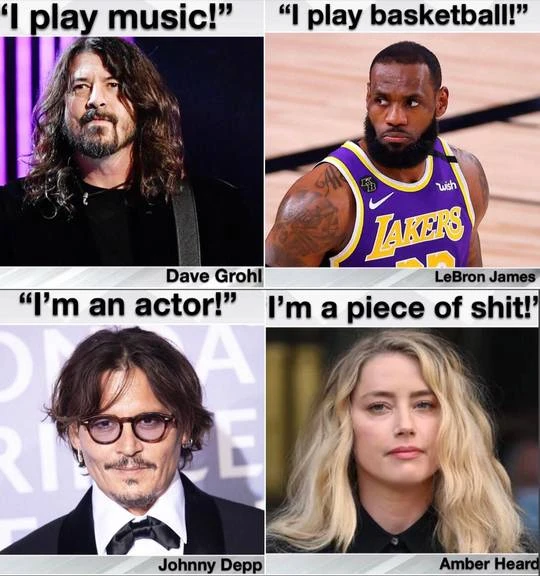 'I play music!”
“I play basketball!”
KB
wish
LAKERS
Dave Grohl
LeBron James
“I’m an actor!”
I’m a piece of shit!’
Johnny Depp
Amber Heard